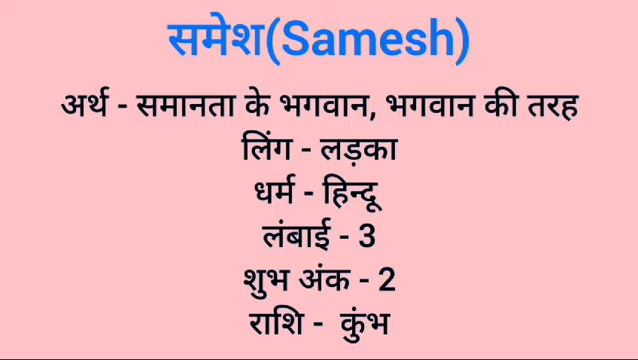 समेश(Samesh)
अर्थ - समानता के भगवान, भगवान की तरह
लिंग - लड़का
धर्म - हिन्दू
लंबाई - 3
शुभ अंक - 2
राशि - कुंभ